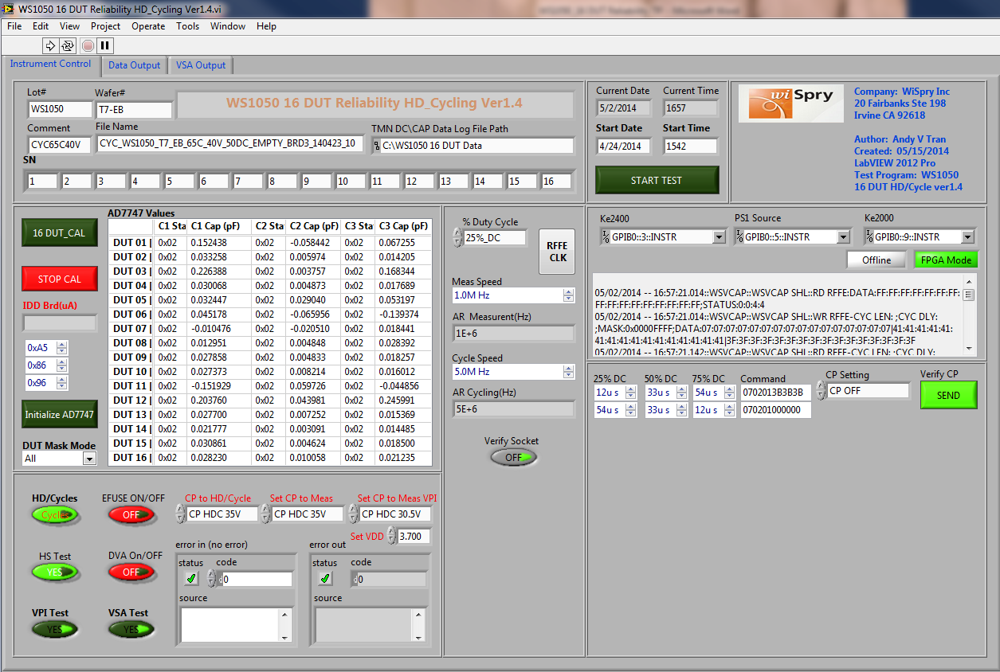 WS1050 16 DUT Reliability HD_Cycling Ver1.4.vi
File Edit View Project Operate Tools Window Help
Instrument Control Data Output VSA Output
Lot# Wafer#
WS1050 T7-EB
WS1050 16 DUT Reliability HD_Cycling Ver1.4
Comment File Name TMN DC\CAP Data Log File Path
CYC65C40V CYC_WS1050_T7_EB_65C_40V_50DC_EMPTY_BRD3_140423_10 C:\WS1050 16 DUT Data
SN
1 2 3 4 5 6 7 8 9 10 11 12 13 14 15 16
Current Date Current Time
5/2/2014 1657
Start Date Start Time
4/24/2014 1542
START TEST
wiSpry
Company: WiSpry Inc
20 Fairbanks Ste 198
Irvine CA 92618
Author: Andy V Tran
Created: 05/15/2014
LabVIEW 2012 Pro
Test Program: WS1050
16 DUT HD/Cycle ver1.4
16 DUT_CAL
STOP CAL
IDD Brd(uA)
0xA5
0x86
0x96
Initialize AD7747
DUT Mask Mode
All
AD7747 Values
C1 Sta C1 Cap (pF) C2 Sta C2 Cap (pF) C3 Sta C3 Cap (pF)
DUT 01 | 0x02 0.152438 0x02 -0.058442 0x02 0.067255
DUT 02 | 0x02 0.033258 0x02 0.005974 0x02 0.014205
DUT 03 | 0x02 0.226388 0x02 0.003757 0x02 0.168344
DUT 04 | 0x02 0.030068 0x02 0.004873 0x02 0.017689
DUT 05 | 0x02 0.032447 0x02 0.029040 0x02 0.053197
DUT 06 | 0x02 0.045178 0x02 -0.065956 0x02 -0.139374
DUT 07 | 0x02 -0.010476 0x02 -0.020510 0x02 0.018441
DUT 08 | 0x02 0.012951 0x02 0.004848 0x02 0.028392
DUT 09 | 0x02 0.027858 0x02 0.004833 0x02 0.018257
DUT 10 | 0x02 0.027373 0x02 0.008214 0x02 0.016012
DUT 11 | 0x02 -0.151929 0x02 0.059726 0x02 -0.044856
DUT 12 | 0x02 0.203760 0x02 0.043981 0x02 0.245991
DUT 13 | 0x02 0.027700 0x02 0.007252 0x02 0.015369
DUT 14 | 0x02 0.021777 0x02 0.003091 0x02 0.014485
DUT 15 | 0x02 0.030861 0x02 0.004624 0x02 0.018500
DUT 16 | 0x02 0.028230 0x02 0.010058 0x02 0.021235
% Duty Cycle
25%_DC
RFFE
CLK
Meas Speed
1.0M Hz
AR Measurent(Hz)
1E+6
Cycle Speed
5.0M Hz
AR Cycling(Hz)
5E+6
Verify Socket
OFF
Ke2400 PS1 Source Ke2000
GPIB0::3::INSTR GPIB0::5::INSTR GPIB0::9::INSTR
Offline FPGA Mode
05/02/2014 -- 16:57:21.014::WSVCAP::WSVCAP SHL::RD RFFE:DATA:FF:FF:FF:FF:FF:FF:FF:
FF:FF:FF:FF:FF:FF:FF:FF:FF;STATUS:0:0:4:4
05/02/2014 -- 16:57:21.014::WSVCAP::WSVCAP SHL::WR RFFE-CYC LEN: ;CYC DLY:
;MASK:0x0000FFFF;DATA:07:07:07:07:07:07:07:07:07:07:07:07:07:07:07:07|41:41:41:41:41:
41:41:41:41:41:41:41:41:41:41:41|3F:3F:3F:3F:3F:3F:3F:3F:3F:3F:3F:3F:3F:3F:3F:3F
05/02/2014 -- 16:57:21.142::WSVCAP::WSVCAP SHL::RD RFFE-CYC LEN: ;CYC DLY:
25% DC 50% DC 75% DC Command CP Setting Verify CP
12u s 33u s 54u s 0702013B3B3B CP OFF SEND
54u s 33u s 12u s 070201000000
HD/Cycles EFUSE ON/OFF CP to HD/Cycle Set CP to Meas Set CP to Meas VPI
Cycles OFF CP HDC 35V CP HDC 35V CP HDC 30.5V
Set VDD 3.700
HS Test DVA On/OFF
YES OFF
VPI Test VSA Test
YES YES
error in (no error) error out
status code status code
d0 d0
source source